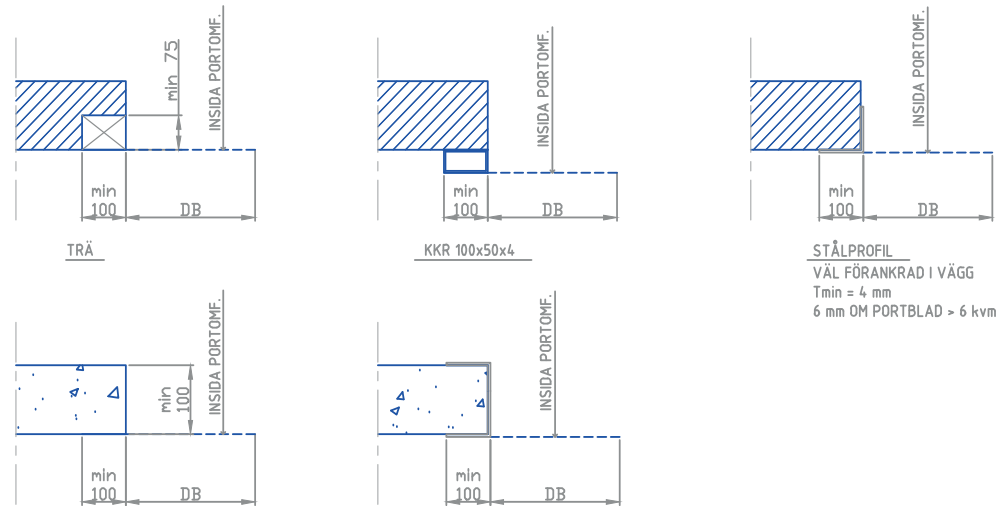 min 75
INSIDA PORTOMF.
min
100
DB
TRÄ
INSIDA PORTOMF.
min
100
DB
KKR 100x50x4
INSIDA PORTOMF.
min
100
DB
STÅLPROFIL
VÄL FÖRANKRAD I VÄGG
Tmin = 4 mm
6 mm OM PORTBLAD > 6 kvm
min
100
INSIDA PORTOMF.
min
100
DB
INSIDA PORTOMF.
min
100
DB